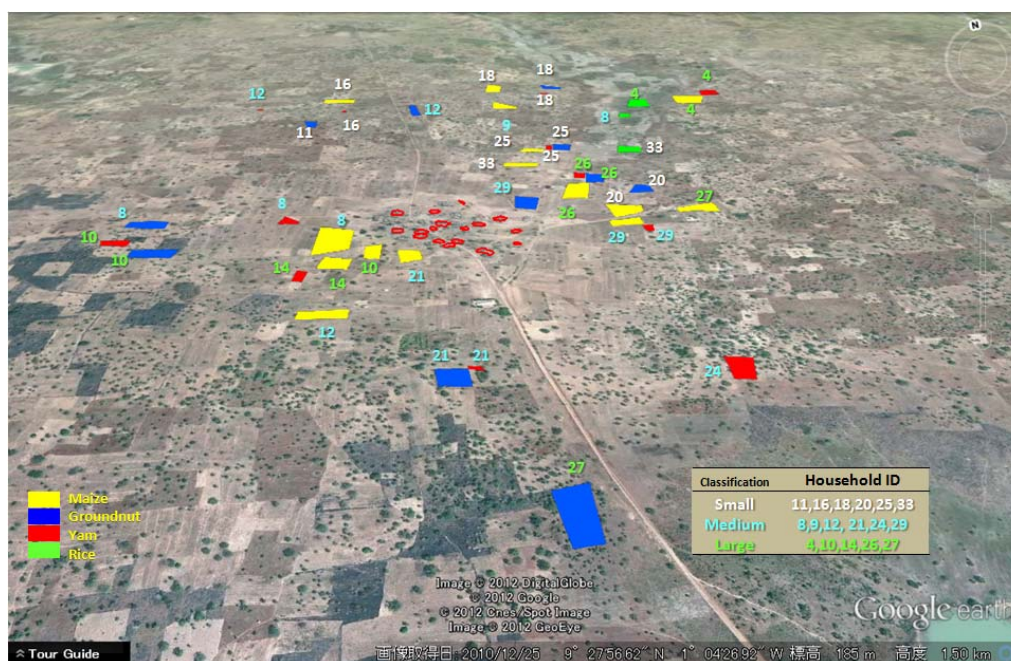 N
18
18
4
16
12
4
18
4
12
8
11
16
9
25
25
33
25
33
26
26
20
29
27
26
20
8
8
8
29
29
10
10
10
21
14
14
12
21
21
24
27
Classification Household ID
Small 11,16,18,20,25,33
Medium 8,9,12, 21,24,29
Large 4,10,14,26,27
Maize
Groundnut
Yam
Rice
Image © 2012 DigitalGlobe
© 2012 Google
© 2012 Cnes/Spot Image
Image © 2012 GeoEye
Google earth
Tour Guide
画像取得日: 2010/12/25 9° 27'56.62" N 1° 04'26.92" W 標高 185 m 高度 1.50 km